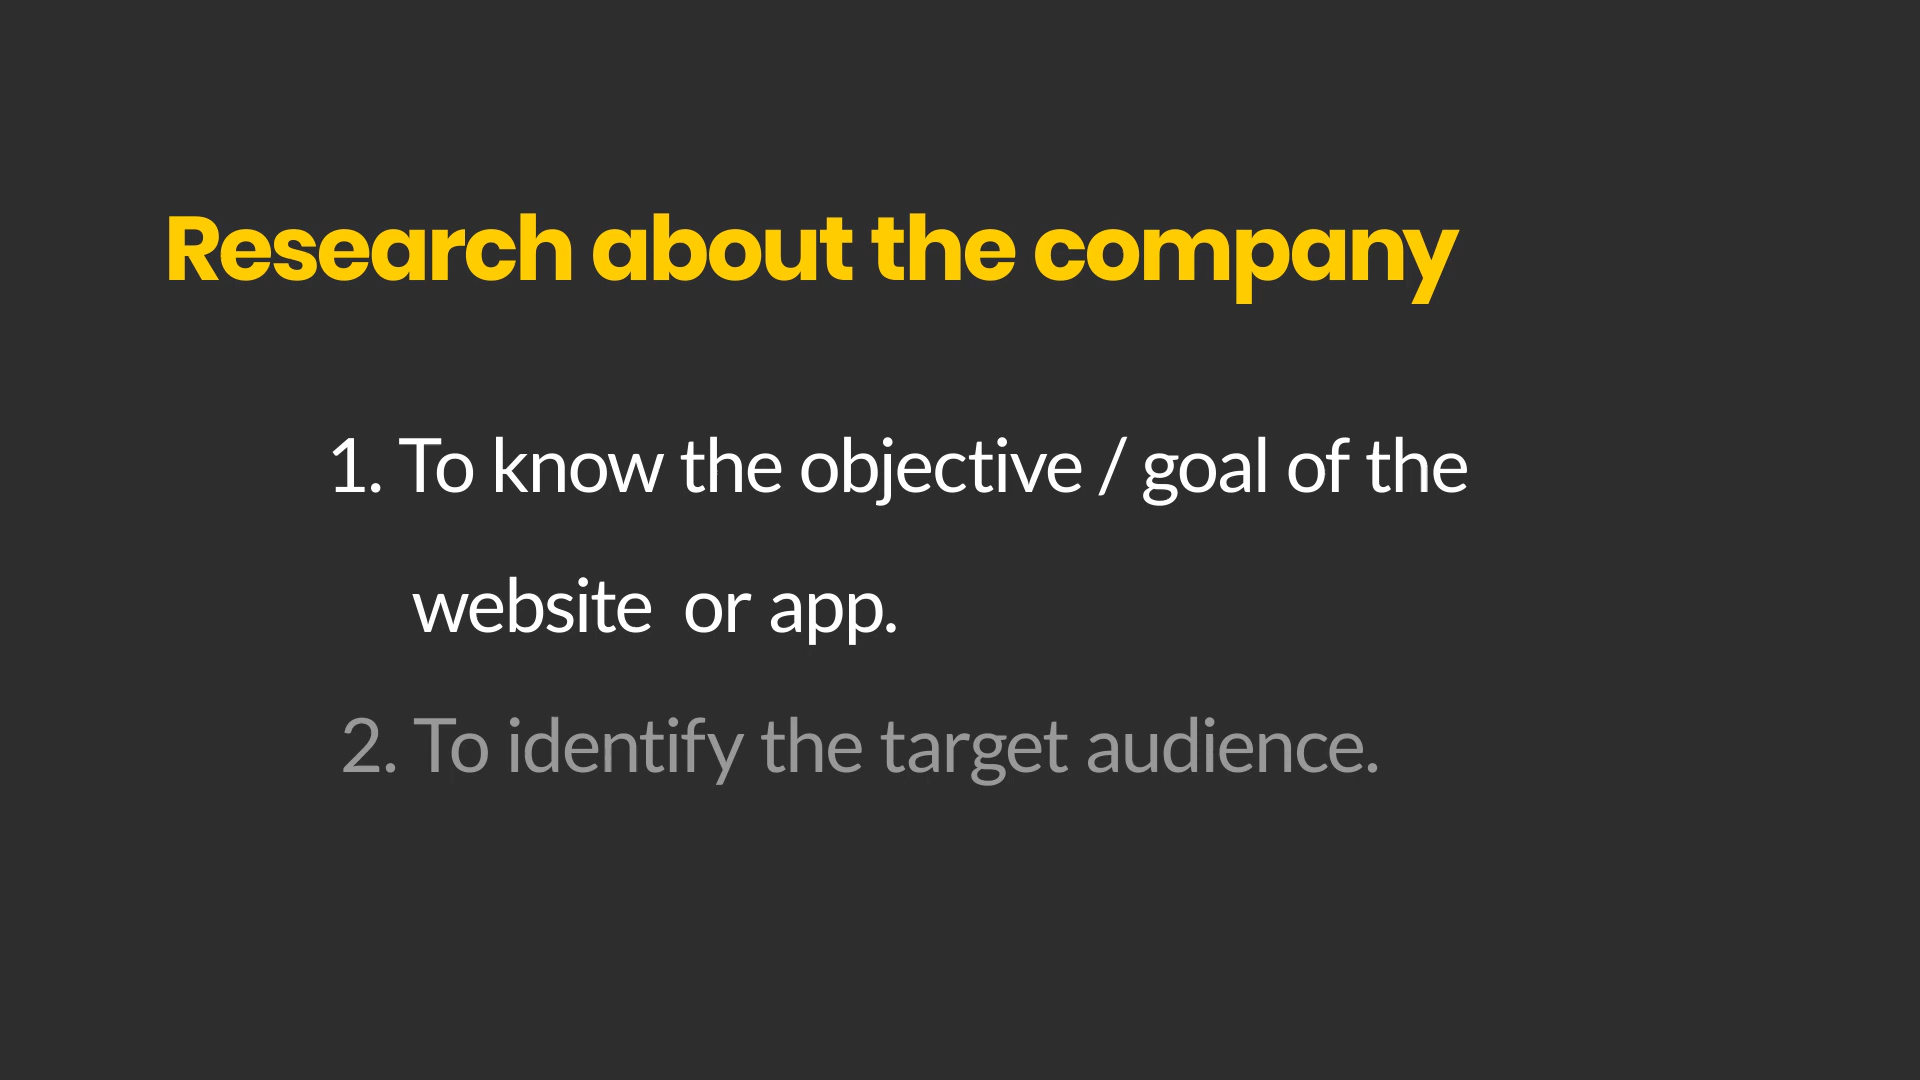 Research about the company
1. To know the objective / goal of the
website  or app.
2. To identify the target audience.